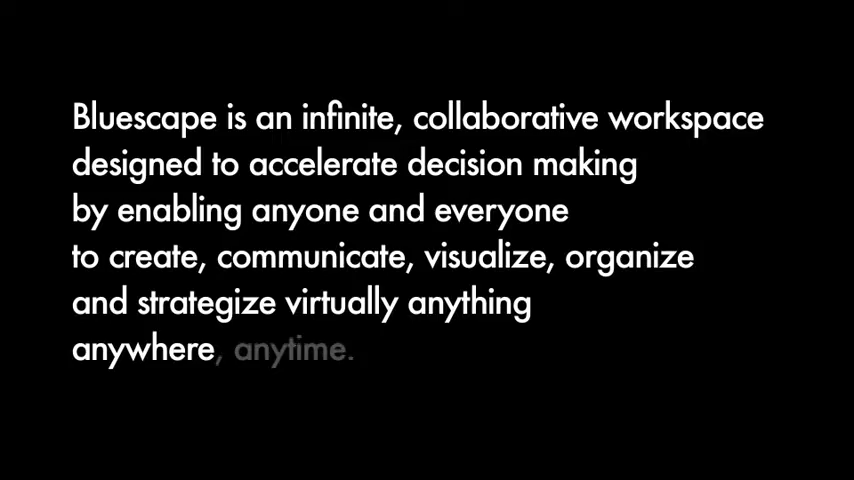 Bluescape is an infinite, collaborative workspace
designed to accelerate decision making
by enabling anyone and everyone
to create, communicate, visualize, organize
and strategize virtually anything
anywhere, anytime.